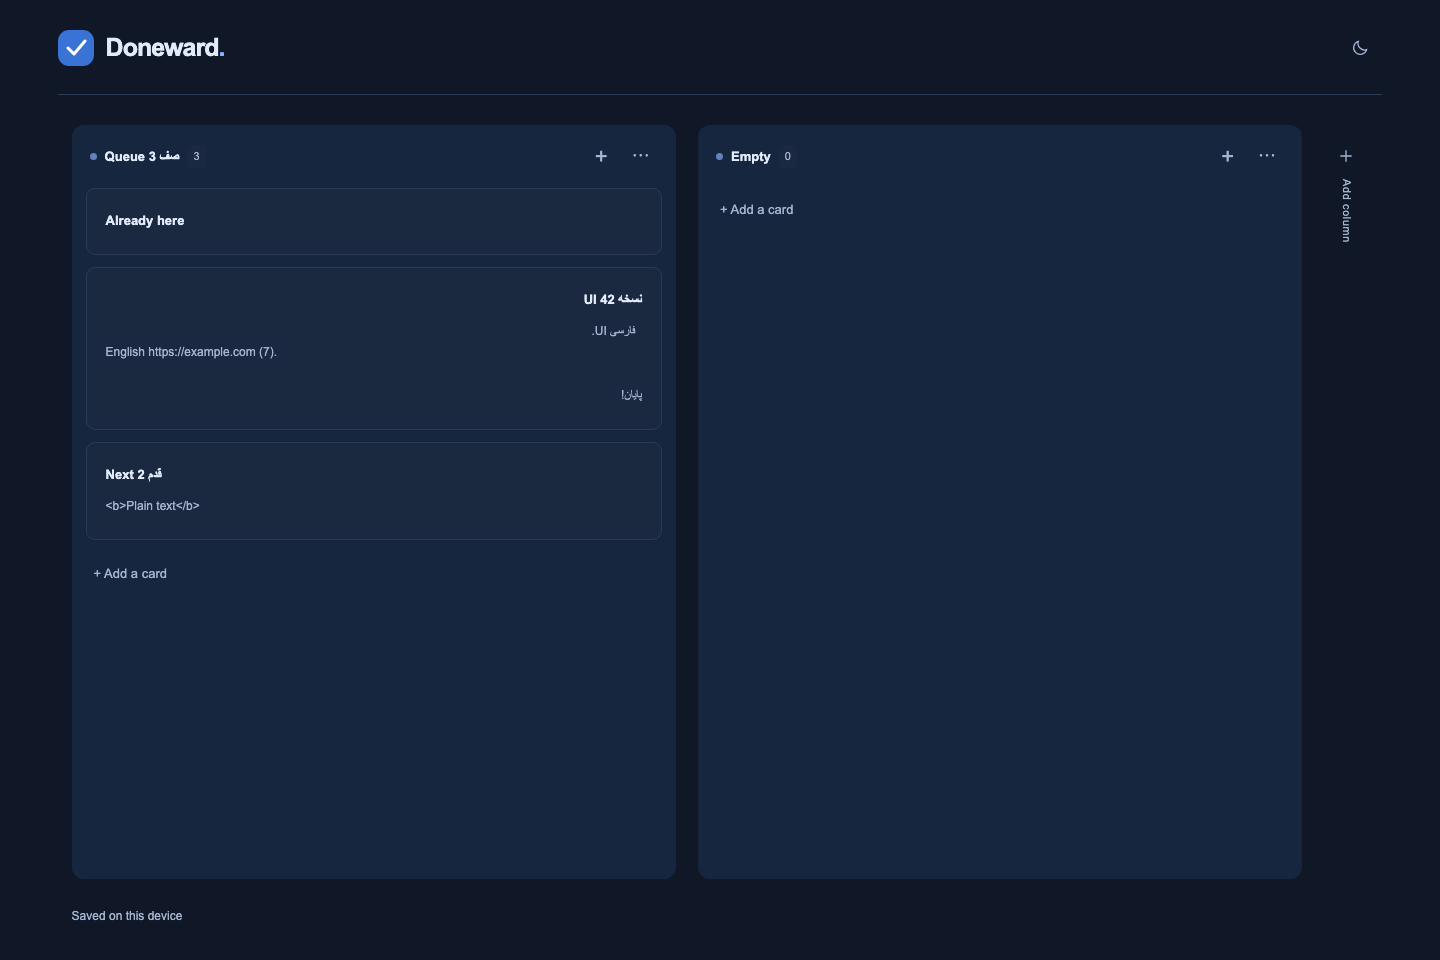 Doneward.
Queue 3 صف 3
Already here
نسخه 42 UI
فارسی UI.
English https://example.com (7).
پایان!
Next 2 قدم
<b>Plain text</b>
+ Add a card
Empty 0
+ Add a card
Add column
Saved on this device